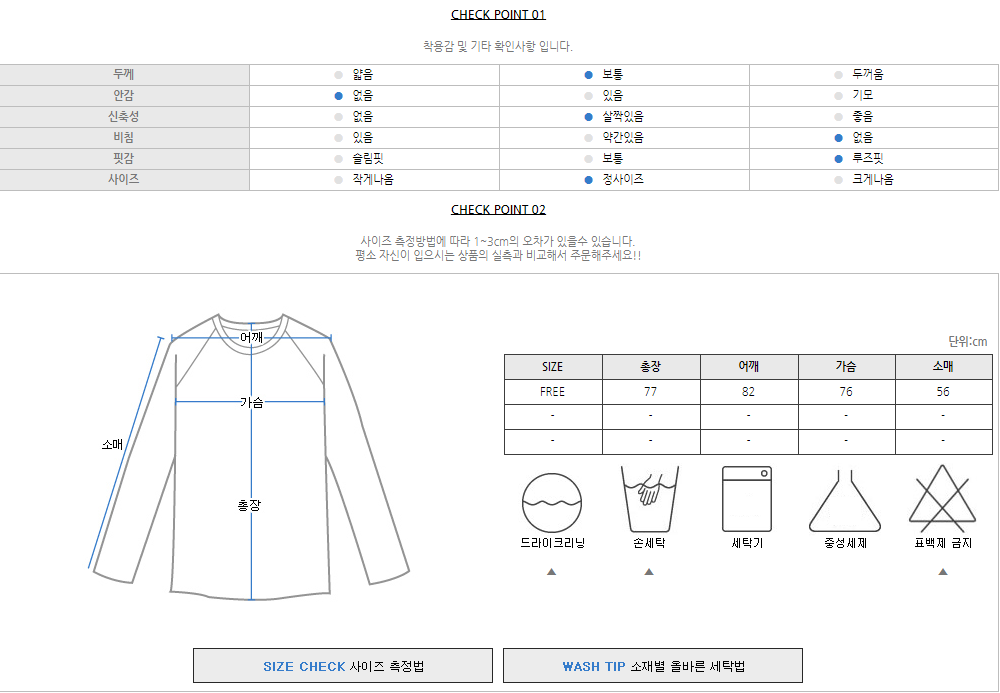 CHECK POINT 01
착용감 및 기타 확인사항 입니다.
두께 얇음 보통 두꺼움
안감 없음 있음 기모
신축성 없음 살짝있음 좋음
비침 있음 약간있음 없음
핏감 슬림핏 보통 루즈핏
사이즈 작게나옴 정사이즈 크게나옴
CHECK POINT 02
사이즈 측정방법에 따라 1~3cm의 오차가 있을수 있습니다.
평소 자신이 입으시는 상품의 실측과 비교해서 주문해주세요!!
어깨
가슴
소매
총장
단위:cm
SIZE 총장 어깨 가슴 소매
FREE 77 82 76 56
- - - - -
- - - - -
드라이크리닝 손세탁 세탁기 중성세제 표백제 금지
SIZE CHECK 사이즈 측정법
WASH TIP 소재별 올바른 세탁법